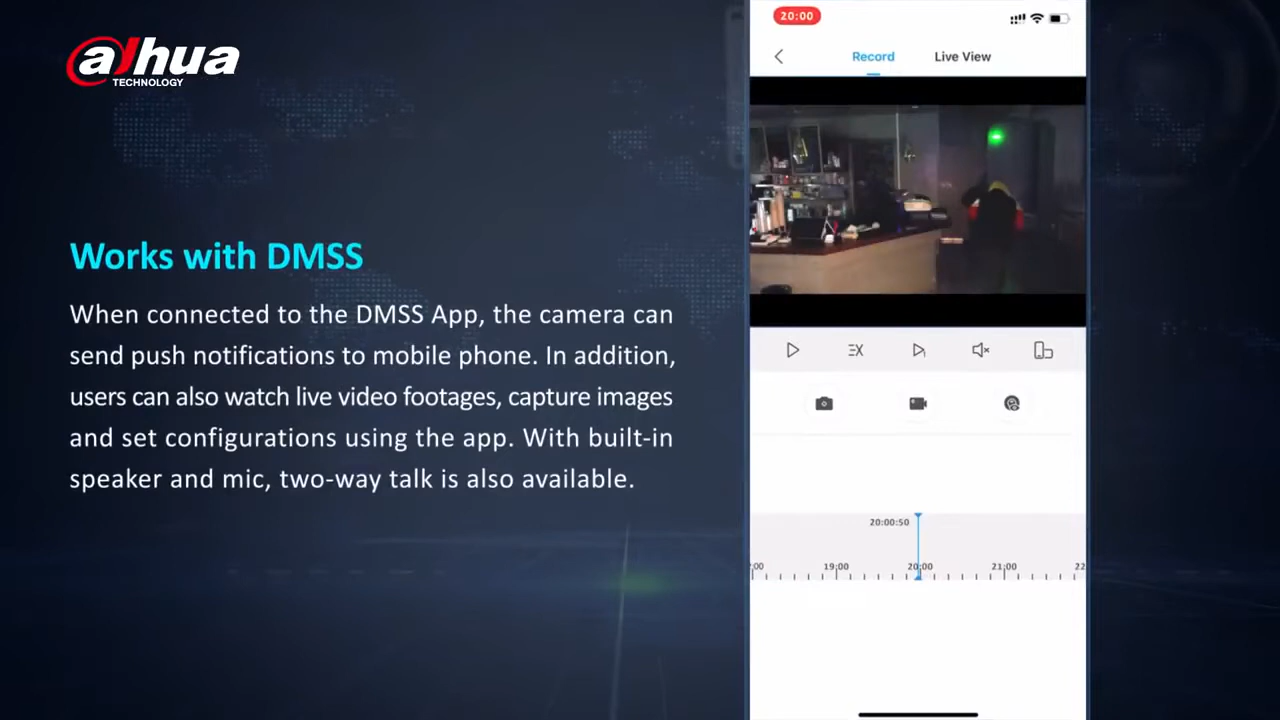 alhua
TECHNOLOGY
Works with DMSS
When connected to the DMSS App, the camera can
send push notifications to mobile phone. In addition,
users can also watch live video footages, capture images
and set configurations using the app. With built-in
speaker and mic, two-way talk is also available.
20:00
Record Live View
20:00:50
:00 19:00 20:00 21:00 22